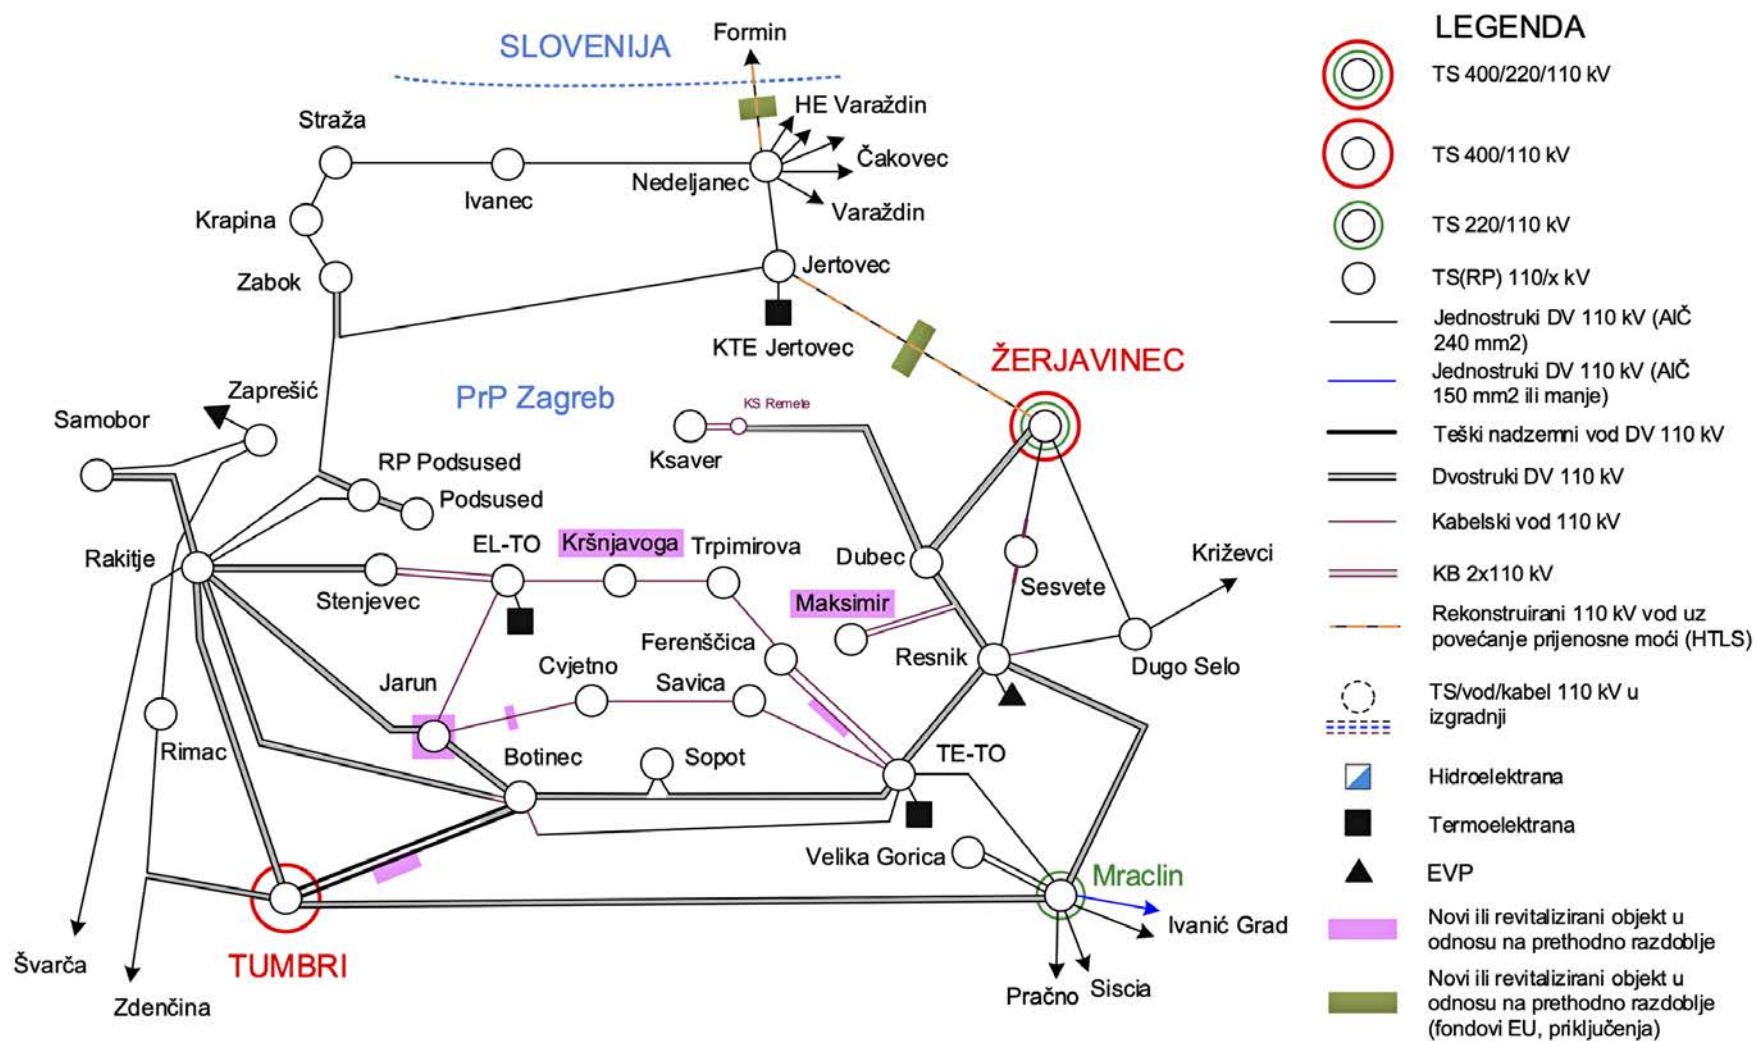 SLOVENIJA
Formin
HE Varaždin
Straža
Čakovec
Nedeljanec
Ivanec
Varaždin
Krapina
Jertovec
Zabok
KTE Jertovec
ŽERJAVINEC
Zaprešić
PrP Zagreb
KS Remete
Samobor
Ksaver
RP Podsused
Podsused
EL-TO
Kršnjavoga
Trpimirova
Rakitje
Dubec
Križevci
Stenjevec
Sesvete
Maksimir
Ferenščica
Resnik
Dugo Selo
Cvjetno
Savica
Jarun
Rimac
Botinec
Sopot
TE-TO
Velika Gorica
Mraclin
Ivanić Grad
Švarča
TUMBRI
Pračno
Siscia
Zdenčina
LEGENDA
TS 400/220/110 kV
TS 400/110 kV
TS 220/110 kV
TS(RP) 110/x kV
Jednostruki DV 110 kV (AlČ
240 mm2)
Jednostruki DV 110 kV (AlČ
150 mm2 ili manje)
Teški nadzemni vod DV 110 kV
Dvostruki DV 110 kV
Kabelski vod 110 kV
KB 2x110 kV
Rekonstruirani 110 kV vod uz
povećanje prijenosne moći (HTLS)
TS/vod/kabel 110 kV u
izgradnji
Hidroelektrana
Termoelektrana
EVP
Novi ili revitalizirani objekt u
odnosu na prethodno razdoblje
Novi ili revitalizirani objekt u
odnosu na prethodno razdoblje
(fondovi EU, priključenja)